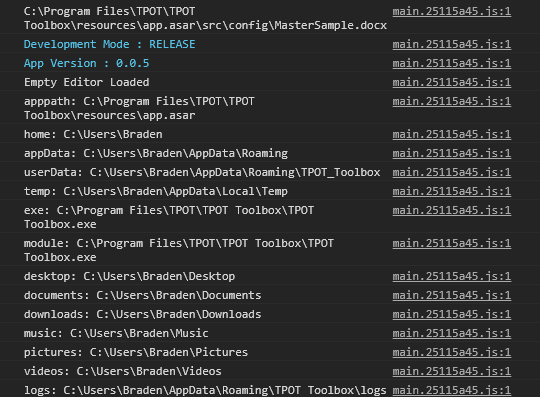 C:\Program Files\TPOT\TPOT main.25115a45.js:1
Toolbox\resources\app.asar\src\config\MasterSample.docx
Development Mode : RELEASE main.25115a45.js:1
App Version : 0.0.5 main.25115a45.js:1
Empty Editor Loaded main.25115a45.js:1
apppath: C:\Program Files\TPOT\TPOT main.25115a45.js:1
Toolbox\resources\app.asar
home: C:\Users\Braden main.25115a45.js:1
appData: C:\Users\Braden\AppData\Roaming main.25115a45.js:1
userData: C:\Users\Braden\AppData\Roaming\TPOT_Toolbox main.25115a45.js:1
temp: C:\Users\Braden\AppData\Local\Temp main.25115a45.js:1
exe: C:\Program Files\TPOT\TPOT Toolbox\TPOT main.25115a45.js:1
Toolbox.exe
module: C:\Program Files\TPOT\TPOT Toolbox\TPOT main.25115a45.js:1
Toolbox.exe
desktop: C:\Users\Braden\Desktop main.25115a45.js:1
documents: C:\Users\Braden\Documents main.25115a45.js:1
downloads: C:\Users\Braden\Downloads main.25115a45.js:1
music: C:\Users\Braden\Music main.25115a45.js:1
pictures: C:\Users\Braden\Pictures main.25115a45.js:1
videos: C:\Users\Braden\Videos main.25115a45.js:1
logs: C:\Users\Braden\AppData\Roaming\TPOT Toolbox\logs main.25115a45.js:1